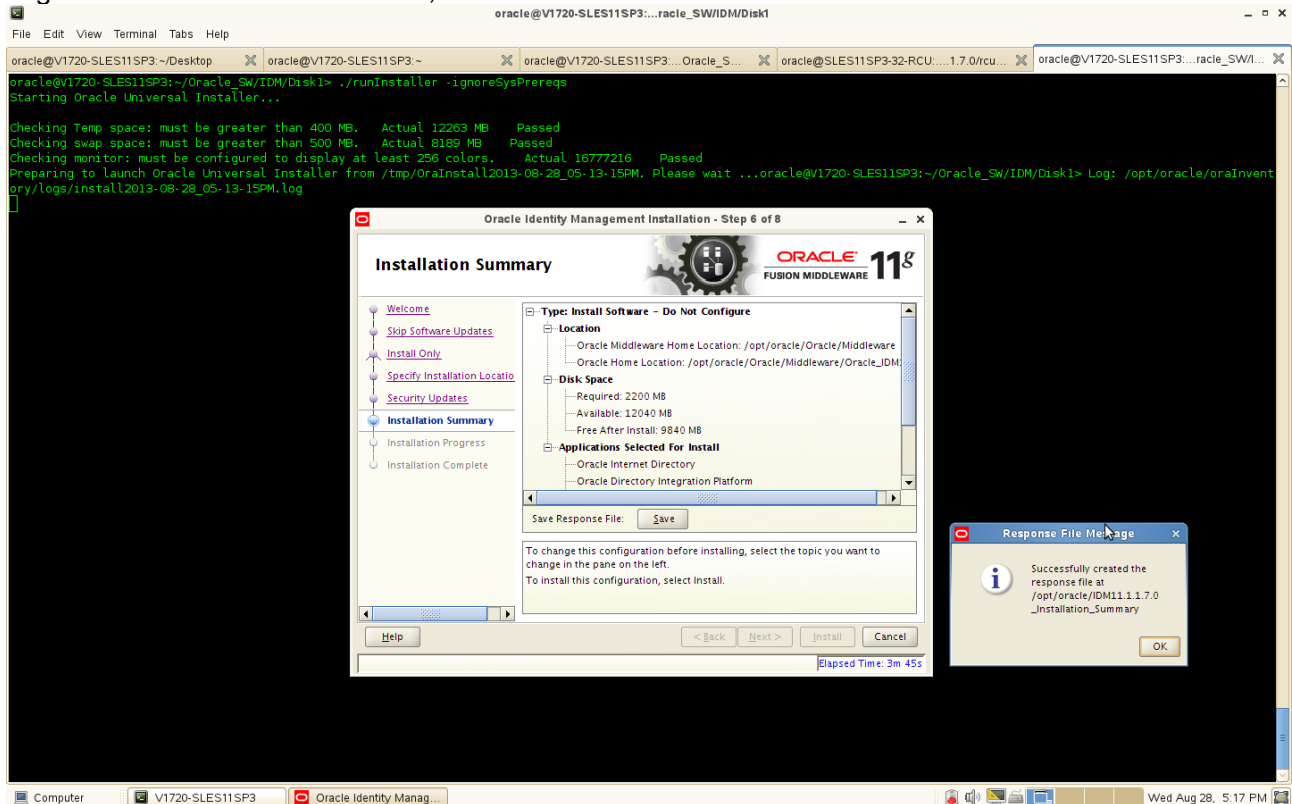 oracle@V1720-SLES11SP3:...racle_SW/IDM/Disk1
File Edit View Terminal Tabs Help
oracle@V1720-SLES11SP3:~/Desktop oracle@V1720-SLES11SP3:~ oracle@V1720-SLES11SP3:...Oracle_S... oracle@SLES11SP3-32-RCU:....1.7.0/rcu... oracle@V1720-SLES11SP3:...racle_SW/I...
oracle@V1720-SLES11SP3:~/Oracle_SW/IDM/Disk1> ./runInstaller -ignoreSysPrereqs
Starting Oracle Universal Installer...
Checking Temp space: must be greater than 400 MB. Actual 12263 MB Passed
Checking swap space: must be greater than 500 MB. Actual 8189 MB Passed
Checking monitor: must be configured to display at least 256 colors. Actual 16777216 Passed
Preparing to launch Oracle Universal Installer from /tmp/OraInstall2013-08-28_05-13-15PM. Please wait ...oracle@V1720-SLES11SP3:~/Oracle_SW/IDM/Disk1> Log: /opt/oracle/oraInvent
ory/logs/install2013-08-28_05-13-15PM.log
Oracle Identity Management Installation - Step 6 of 8
Installation Summary
ORACLE
FUSION MIDDLEWARE 11g
Welcome
Skip Software Updates
Install Only
Specify Installation Locatio
Security Updates
Installation Summary
Installation Progress
Installation Complete
Type: Install Software – Do Not Configure
Location
Oracle Middleware Home Location: /opt/oracle/Oracle/Middleware
Oracle Home Location: /opt/oracle/Oracle/Middleware/Oracle_IDM
Disk Space
Required: 2200 MB
Available: 12040 MB
Free After Install: 9840 MB
Applications Selected For Install
Oracle Internet Directory
Oracle Directory Integration Platform
Save Response File: Save
To change this configuration before installing, select the topic you want to
change in the pane on the left.
To install this configuration, select Install.
Help < Back Next > Install Cancel
Elapsed Time: 3m 45s
Response File Message
Successfully created the
response file at
/opt/oracle/IDM11.1.1.7.0
_Installation_Summary
OK
Computer V1720-SLES11SP3 Oracle Identity Manag... Wed Aug 28, 5:17 PM